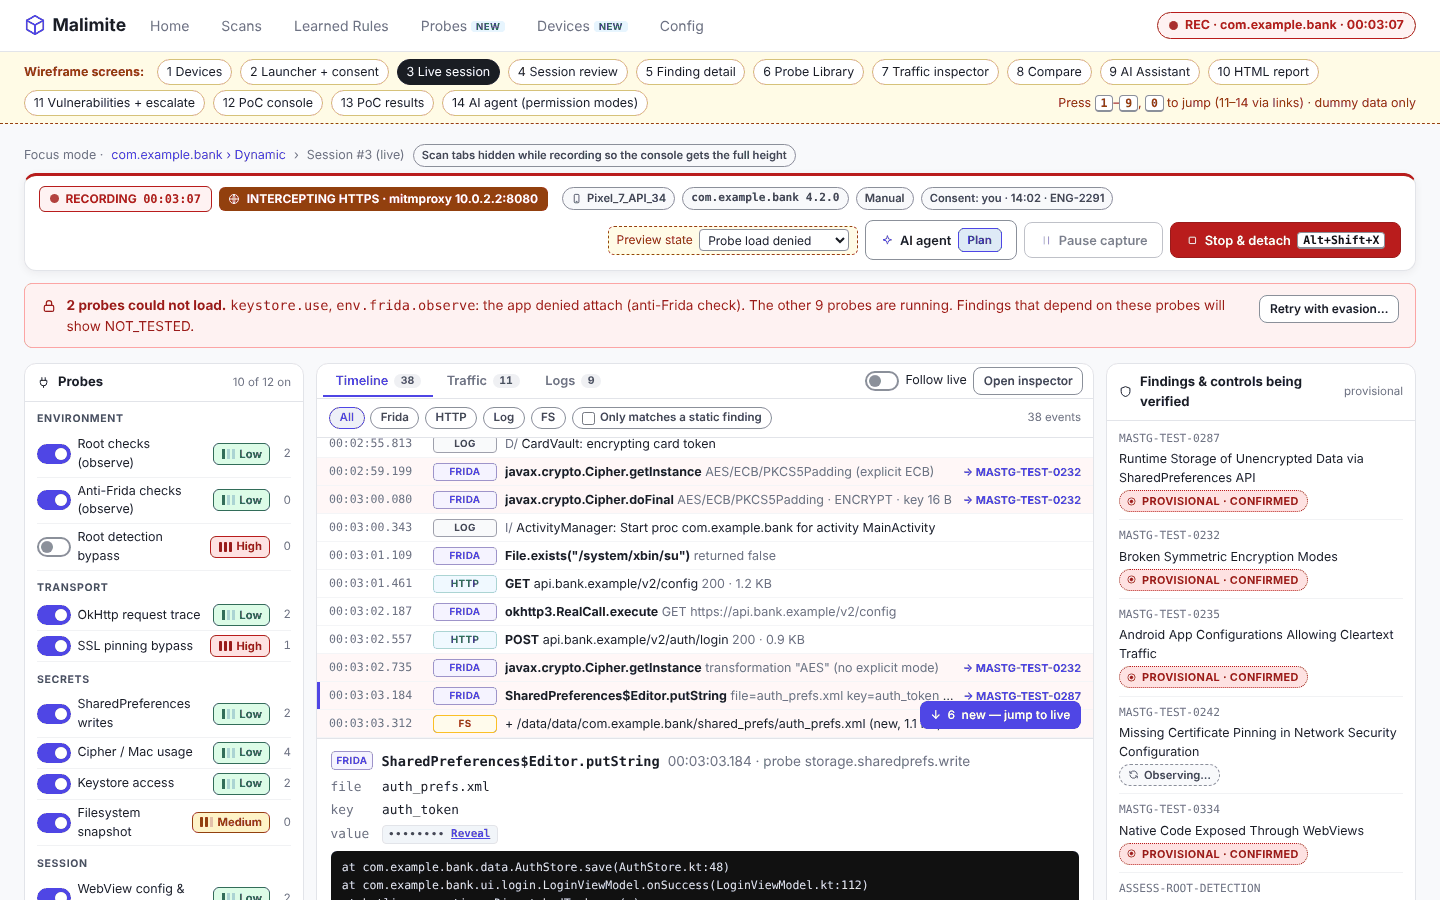 Malimite
Home
Scans
Learned Rules
Probes NEW
Devices NEW
Config
REC · com.example.bank · 00:03:07
Wireframe screens:
1 Devices
2 Launcher + consent
3 Live session
4 Session review
5 Finding detail
6 Probe Library
7 Traffic inspector
8 Compare
9 AI Assistant
10 HTML report
11 Vulnerabilities + escalate
12 PoC console
13 PoC results
14 AI agent (permission modes)
Press 1–9, 0 to jump (11–14 via links) · dummy data only
Focus mode · com.example.bank › Dynamic › Session #3 (live)
Scan tabs hidden while recording so the console gets the full height
RECORDING 00:03:07
INTERCEPTING HTTPS · mitmproxy 10.0.2.2:8080
Pixel_7_API_34
com.example.bank 4.2.0
Manual
Consent: you · 14:02 · ENG-2291
Preview state
Probe load denied
AI agent Plan
Pause capture
Stop & detach Alt+Shift+X
2 probes could not load. keystore.use, env.frida.observe: the app denied attach (anti-Frida check). The other 9 probes are running. Findings that depend on these probes will
show NOT_TESTED.
Retry with evasion…
Probes
10 of 12 on
ENVIRONMENT
Root checks
(observe)
Low
2
Anti-Frida checks
(observe)
Low
0
Root detection
bypass
High
0
TRANSPORT
OkHttp request trace
Low
2
SSL pinning bypass
High
1
SECRETS
SharedPreferences
writes
Low
2
Cipher / Mac usage
Low
4
Keystore access
Low
2
Filesystem
snapshot
Medium
0
SESSION
WebView config &
Low
2
Timeline 38
Traffic 11
Logs 9
Follow live
Open inspector
All
Frida
HTTP
Log
FS
Only matches a static finding
38 events
00:02:55.813 LOG D/ CardVault: encrypting card token
00:02:59.199 FRIDA javax.crypto.Cipher.getInstance AES/ECB/PKCS5Padding (explicit ECB) → MASTG-TEST-0232
00:03:00.080 FRIDA javax.crypto.Cipher.doFinal AES/ECB/PKCS5Padding · ENCRYPT · key 16 B → MASTG-TEST-0232
00:03:00.343 LOG I/ ActivityManager: Start proc com.example.bank for activity MainActivity
00:03:01.109 FRIDA File.exists("/system/xbin/su") returned false
00:03:01.461 HTTP GET api.bank.example/v2/config 200 · 1.2 KB
00:03:02.187 FRIDA okhttp3.RealCall.execute GET https://api.bank.example/v2/config
00:03:02.557 HTTP POST api.bank.example/v2/auth/login 200 · 0.9 KB
00:03:02.735 FRIDA javax.crypto.Cipher.getInstance transformation "AES" (no explicit mode) → MASTG-TEST-0232
00:03:03.184 FRIDA SharedPreferences$Editor.putString file=auth_prefs.xml key=auth_token … → MASTG-TEST-0287
00:03:03.312 FS + /data/data/com.example.bank/shared_prefs/auth_prefs.xml (new, 1.1
↓ 6 new — jump to live
FRIDA SharedPreferences$Editor.putString 00:03:03.184 · probe storage.sharedprefs.write
file auth_prefs.xml
key auth_token
value •••••••• Reveal
at com.example.bank.data.AuthStore.save(AuthStore.kt:48)
at com.example.bank.ui.login.LoginViewModel.onSuccess(LoginViewModel.kt:112)
Findings & controls being
verified
provisional
MASTG-TEST-0287
Runtime Storage of Unencrypted Data via
SharedPreferences API
PROVISIONAL · CONFIRMED
MASTG-TEST-0232
Broken Symmetric Encryption Modes
PROVISIONAL · CONFIRMED
MASTG-TEST-0235
Android App Configurations Allowing Cleartext
Traffic
PROVISIONAL · CONFIRMED
MASTG-TEST-0242
Missing Certificate Pinning in Network Security
Configuration
Observing…
MASTG-TEST-0334
Native Code Exposed Through WebViews
PROVISIONAL · CONFIRMED
ASSESS-ROOT-DETECTION